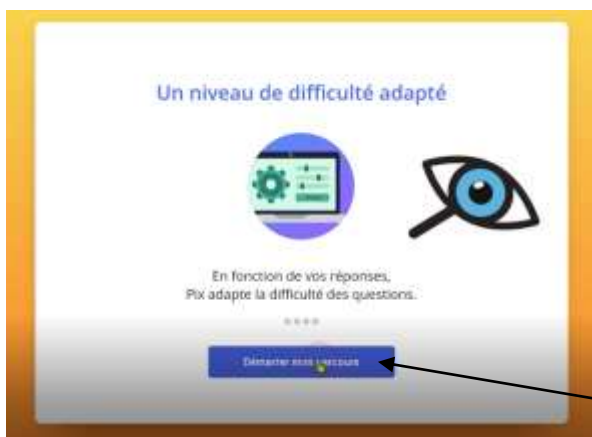 Un niveau de difficulté adapté
En fonction de vos réponses,
Pix adapte la difficulté des questions.
Démarrer mon parcours